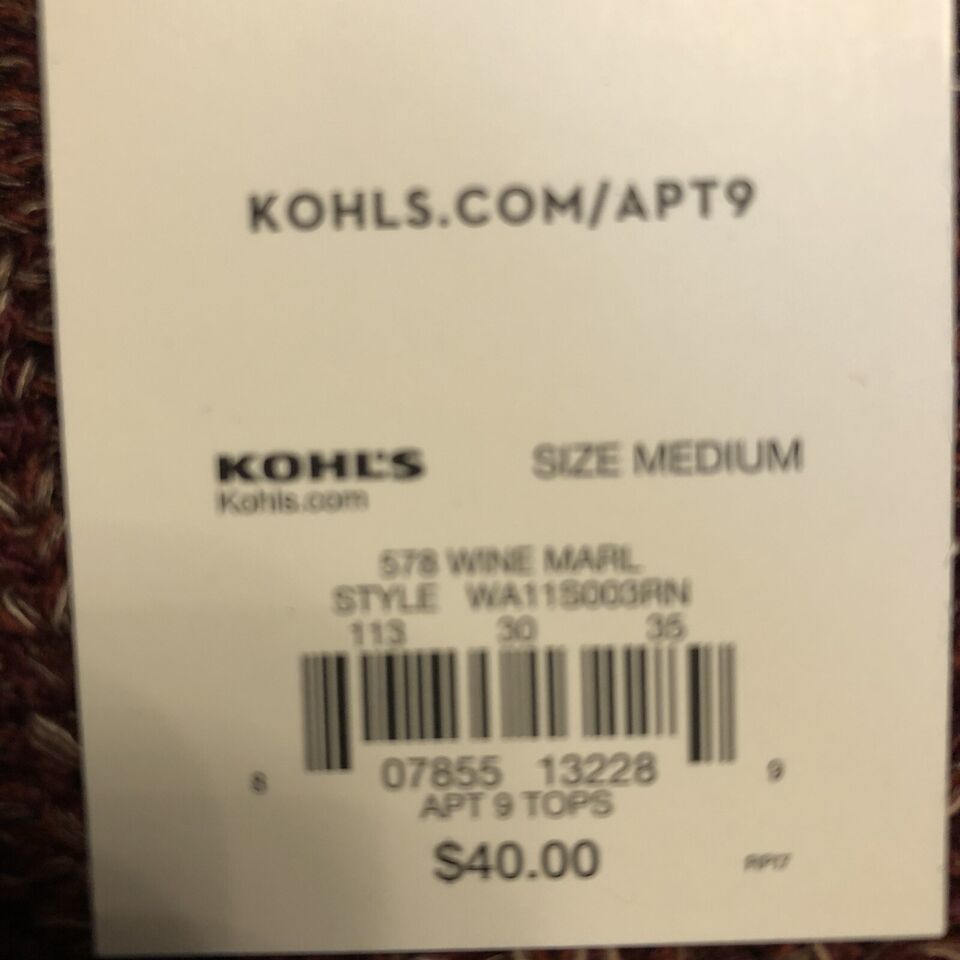 KOHLS.COM/APT9
KOHL'S SIZE MEDIUM
Kohls.com
578 WINE MARL
STYLE WA11S003RN
113 30 35
8 07855 13228 9
APT 9 TOPS
$40.00
RP17